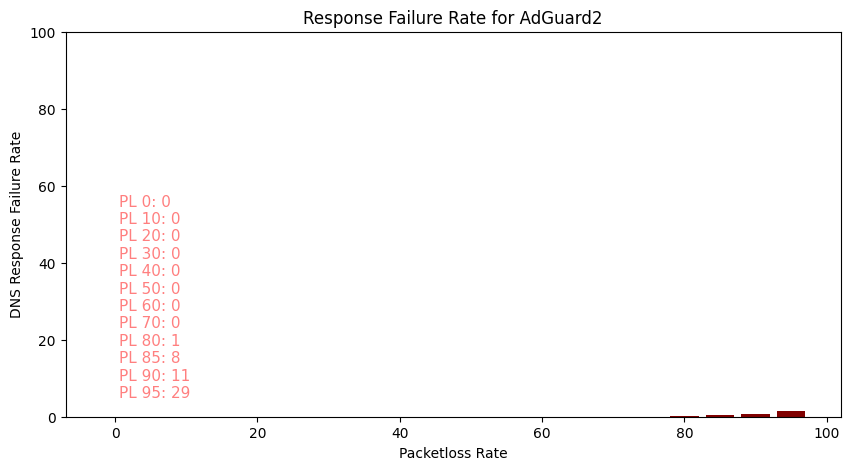 Response Failure Rate for AdGuard2
100
80
60
40
20
0
DNS Response Failure Rate
PL 0: 0
PL 10: 0
PL 20: 0
PL 30: 0
PL 40: 0
PL 50: 0
PL 60: 0
PL 70: 0
PL 80: 1
PL 85: 8
PL 90: 11
PL 95: 29
0 20 40 60 80 100
Packetloss Rate